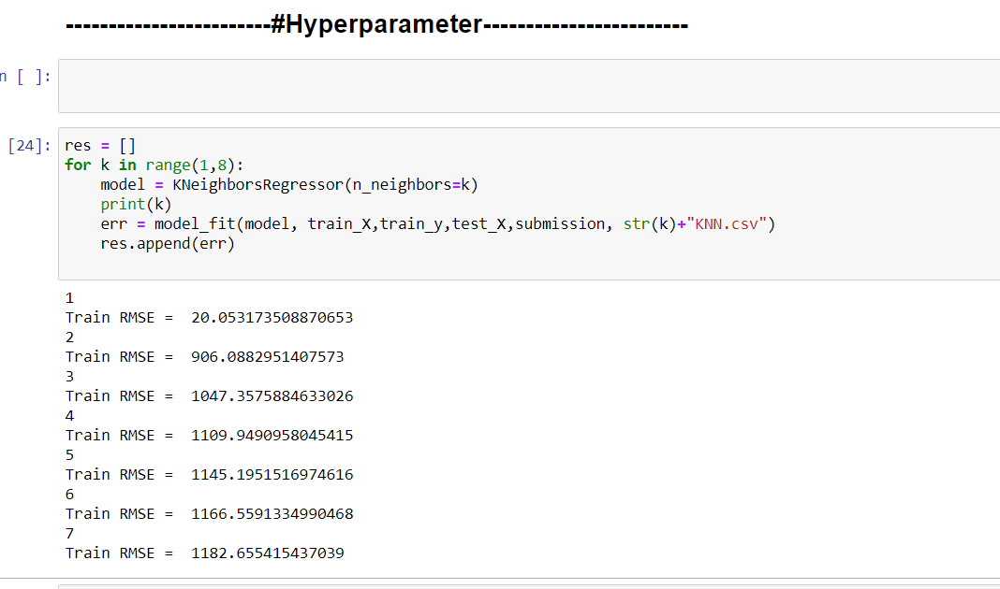 ------------------------#Hyperparameter------------------------
n [ ]:
[24]:
res = []
for k in range(1,8):
    model = KNeighborsRegressor(n_neighbors=k)
    print(k)
    err = model_fit(model, train_X,train_y,test_X,submission, str(k)+"KNN.csv")
    res.append(err)
1
Train RMSE =  20.053173508870653
2
Train RMSE =  906.0882951407573
3
Train RMSE =  1047.3575884633026
4
Train RMSE =  1109.9490958045415
5
Train RMSE =  1145.1951516974616
6
Train RMSE =  1166.5591334990468
7
Train RMSE =  1182.655415437039